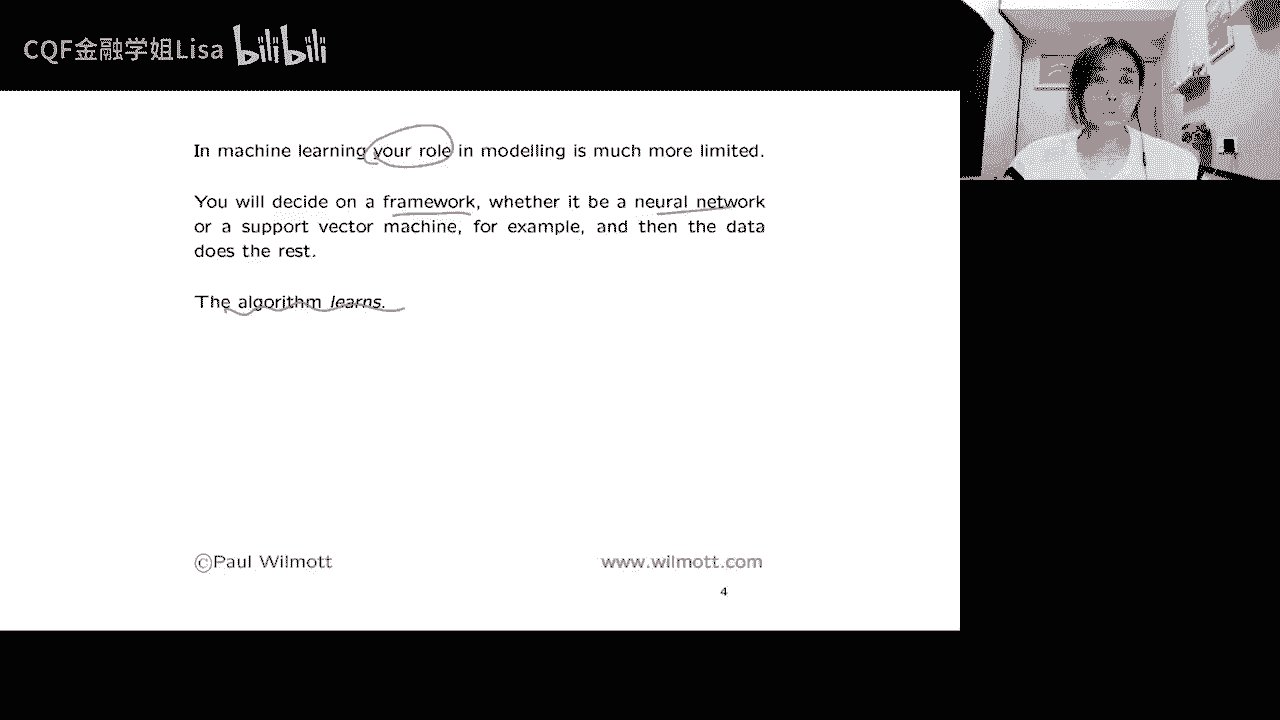 CQF金融学姐Lisa bilibili
In machine learning your role in modelling is much more limited.
You will decide on a framework, whether it be a neural network
or a support vector machine, for example, and then the data
does the rest.
The algorithm learns.
©Paul Wilmott www.wilmott.com
4